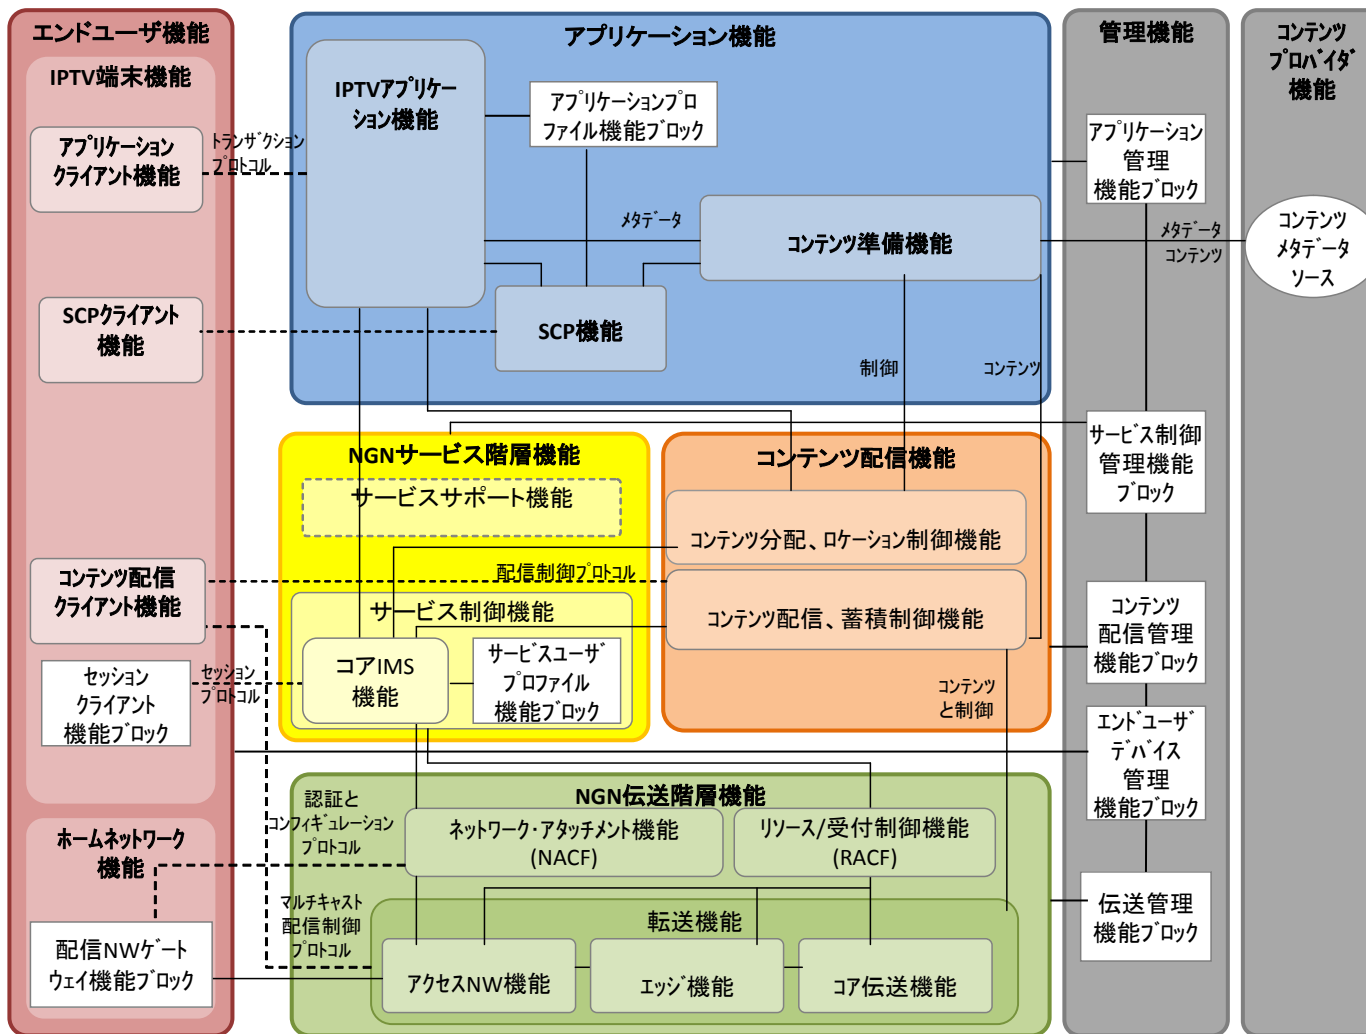 エンドユーザ機能
IPTV端末機能
アプリケーション
クライアント機能
トランザクション
プロトコル
SCPクライアント
機能
コンテンツ配信
クライアント機能
セッション
クライアント
機能ブロック
セッション
プロトコル
ホームネットワーク
機能
配信NWゲート
ウェイ機能ブロック
アプリケーション機能
IPTVアプリケー
ション機能
アプリケーションプロ
ファイル機能ブロック
メタデータ
コンテンツ準備機能
SCP機能
制御
コンテンツ
NGNサービス階層機能
サービスサポート機能
配信制御プロトコル
サービス制御機能
コアIMS
機能
サービスユーザ
プロファイル
機能ブロック
コンテンツ配信機能
コンテンツ分配、ロケーション制御機能
コンテンツ配信、蓄積制御機能
コンテンツ
と制御
NGN伝送階層機能
認証と
コンフィギュレーション
プロトコル
ネットワーク・アタッチメント機能
(NACF)
リソース/受付制御機能
(RACF)
マルチキャスト
配信制御
プロトコル
転送機能
アクセスNW機能
エッジ機能
コア伝送機能
管理機能
アプリケーション
管理
機能ブロック
メタデータ
コンテンツ
サービス制御
管理機能
ブロック
コンテンツ
配信管理
機能ブロック
エンドユーザ
デバイス
管理
機能ブロック
伝送管理
機能ブロック
コンテンツ
プロバイダ
機能
コンテンツ
メタデータ
ソース